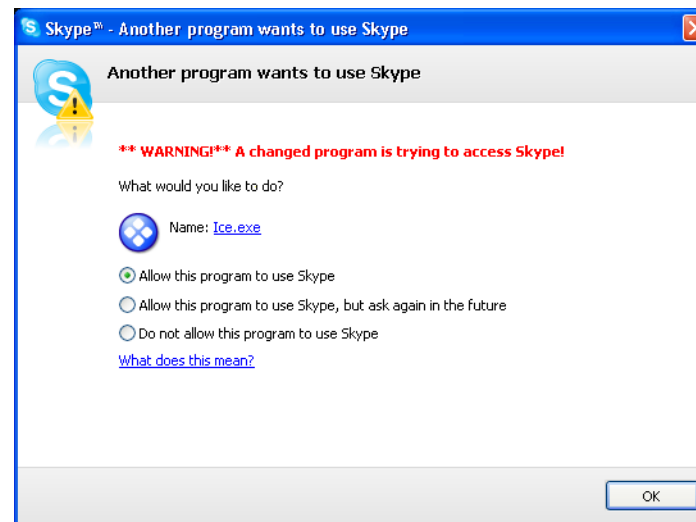 Skype™ - Another program wants to use Skype
Another program wants to use Skype
** WARNING!** A changed program is trying to access Skype!
What would you like to do?
Name: Ice.exe
Allow this program to use Skype
Allow this program to use Skype, but ask again in the future
Do not allow this program to use Skype
What does this mean?
OK